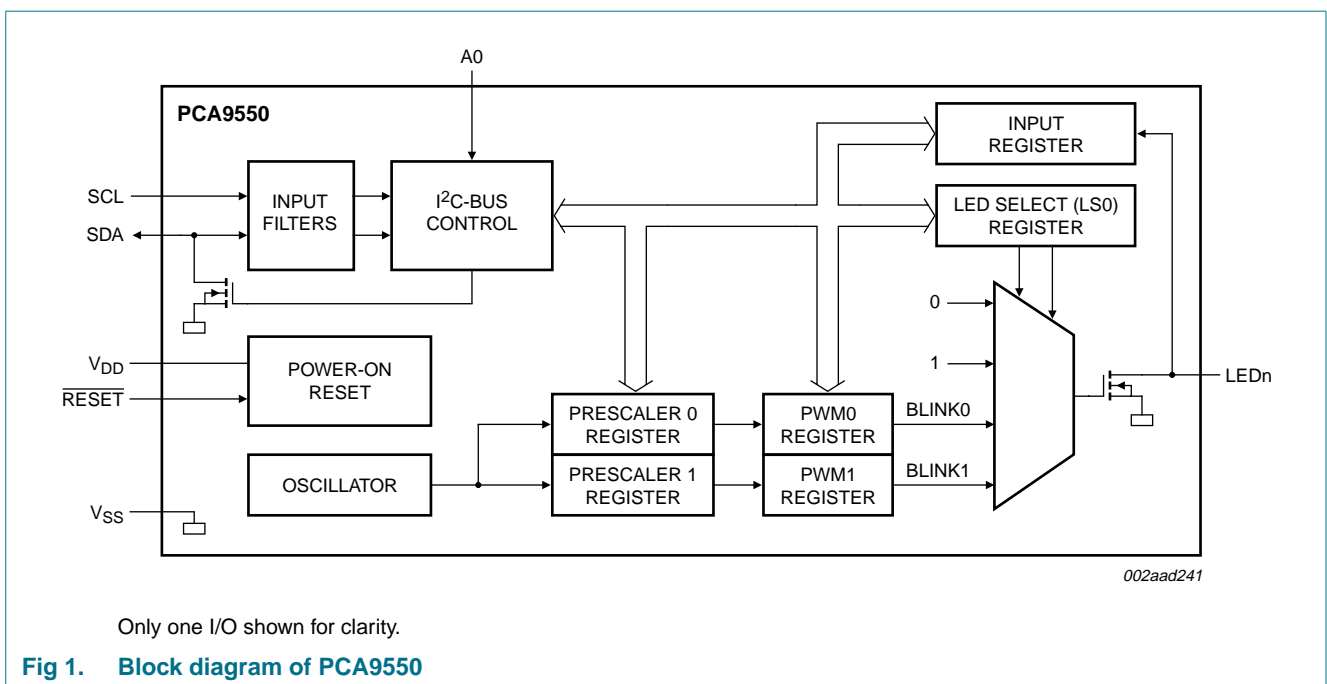 A0
PCA9550
INPUT
REGISTER
SCL
SDA
INPUT
FILTERS
I²C-BUS
CONTROL
LED SELECT (LS0)
REGISTER
0
1
VDD
RESET
POWER-ON
RESET
LEDn
PRESCALER 0
REGISTER
PWM0
REGISTER
BLINK0
OSCILLATOR
PRESCALER 1
REGISTER
PWM1
REGISTER
BLINK1
VSS
002aad241
Only one I/O shown for clarity.
Fig 1. Block diagram of PCA9550